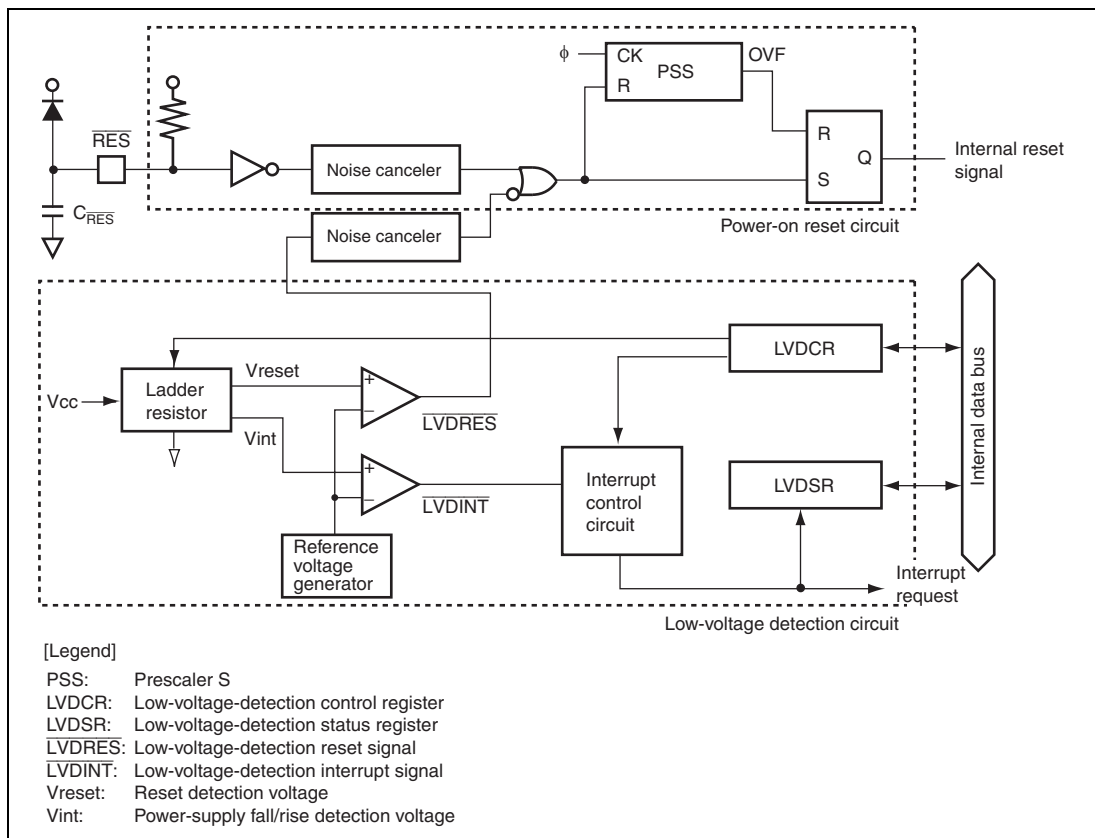 φ
CK
PSS
OVF
R
RES
Noise canceler
R
Q
S
Internal reset
signal
CRES
Noise canceler
Power-on reset circuit
LVDCR
Vcc
Ladder
resistor
Vreset
+
−
LVDRES
Vint
+
−
LVDINT
Interrupt
control
circuit
LVDSR
Internal data bus
Reference
voltage
generator
Interrupt
request
Low-voltage detection circuit
[Legend]
PSS: Prescaler S
LVDCR: Low-voltage-detection control register
LVDSR: Low-voltage-detection status register
LVDRES: Low-voltage-detection reset signal
LVDINT: Low-voltage-detection interrupt signal
Vreset: Reset detection voltage
Vint: Power-supply fall/rise detection voltage